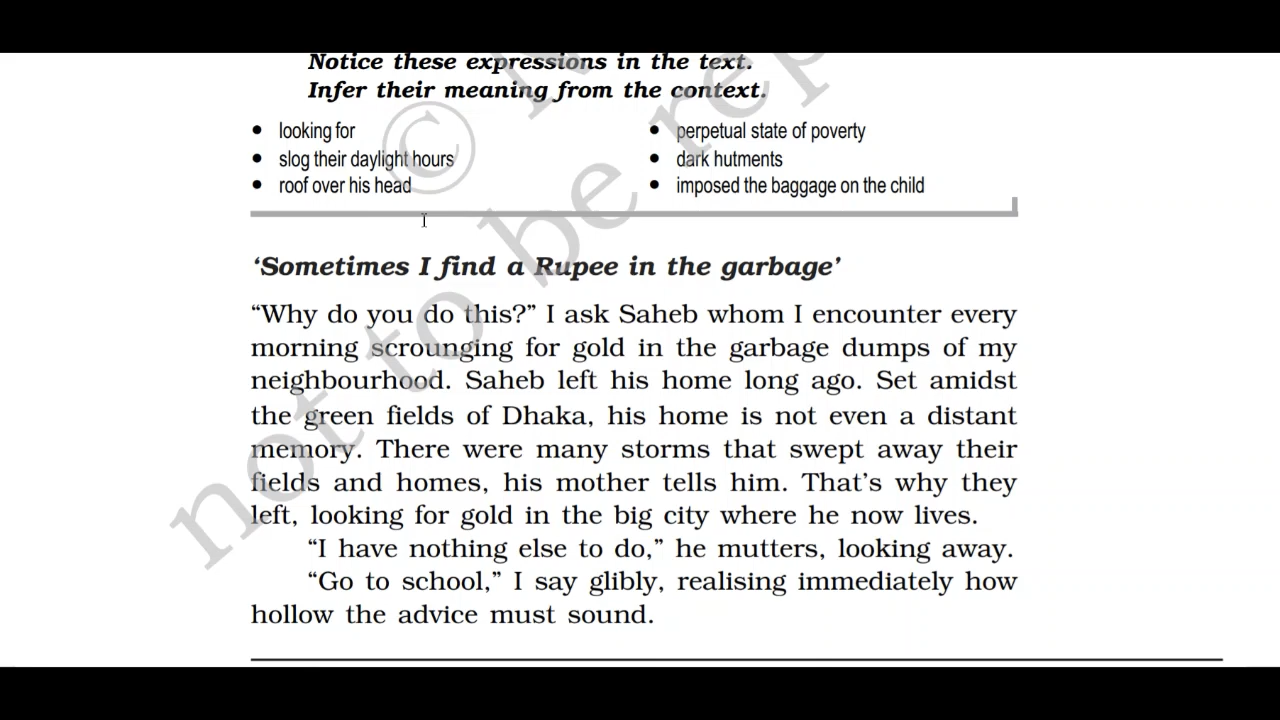 Notice these expressions in the text.
Infer their meaning from the context.
• looking for
• slog their daylight hours
• roof over his head
• perpetual state of poverty
• dark hutments
• imposed the baggage on the child
‘Sometimes I find a Rupee in the garbage’
“Why do you do this?” I ask Saheb whom I encounter every
morning scrounging for gold in the garbage dumps of my
neighbourhood. Saheb left his home long ago. Set amidst
the green fields of Dhaka, his home is not even a distant
memory. There were many storms that swept away their
fields and homes, his mother tells him. That’s why they
left, looking for gold in the big city where he now lives.
“I have nothing else to do,” he mutters, looking away.
“Go to school,” I say glibly, realising immediately how
hollow the advice must sound.
© N
not to be rep